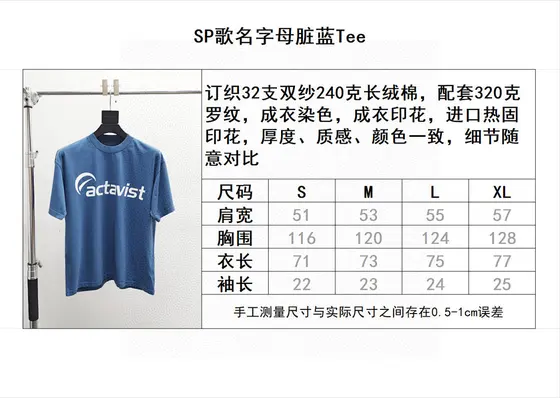 SP歌名字母脏蓝Tee
订织32支双纱240克长绒棉，配套320克
罗纹，成衣染色，成衣印花，进口热固
印花，厚度、质感、颜色一致，细节随
意对比
actavist
尺码 S M L XL
肩宽 51 53 55 57
胸围 116 120 124 128
衣长 71 73 75 77
袖长 22 23 24 25
手工测量尺寸与实际尺寸之间存在0.5-1cm误差